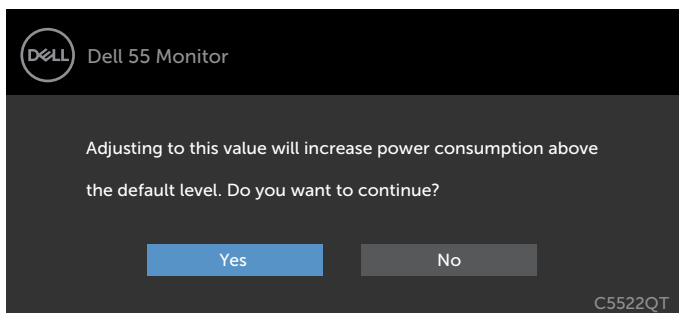 DELL Dell 55 Monitor
Adjusting to this value will increase power consumption above
the default level. Do you want to continue?
Yes No
C5522QT